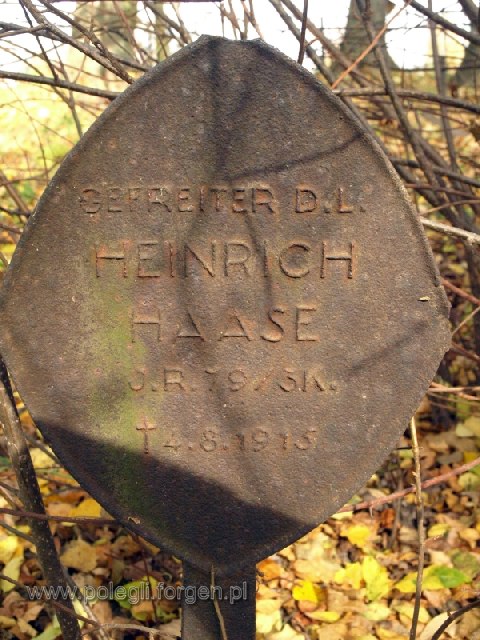 GEFREITER D.L.
HEINRICH
HAASE
J.R.79/3K.
†4.8.1915
www.polegli.forgen.pl